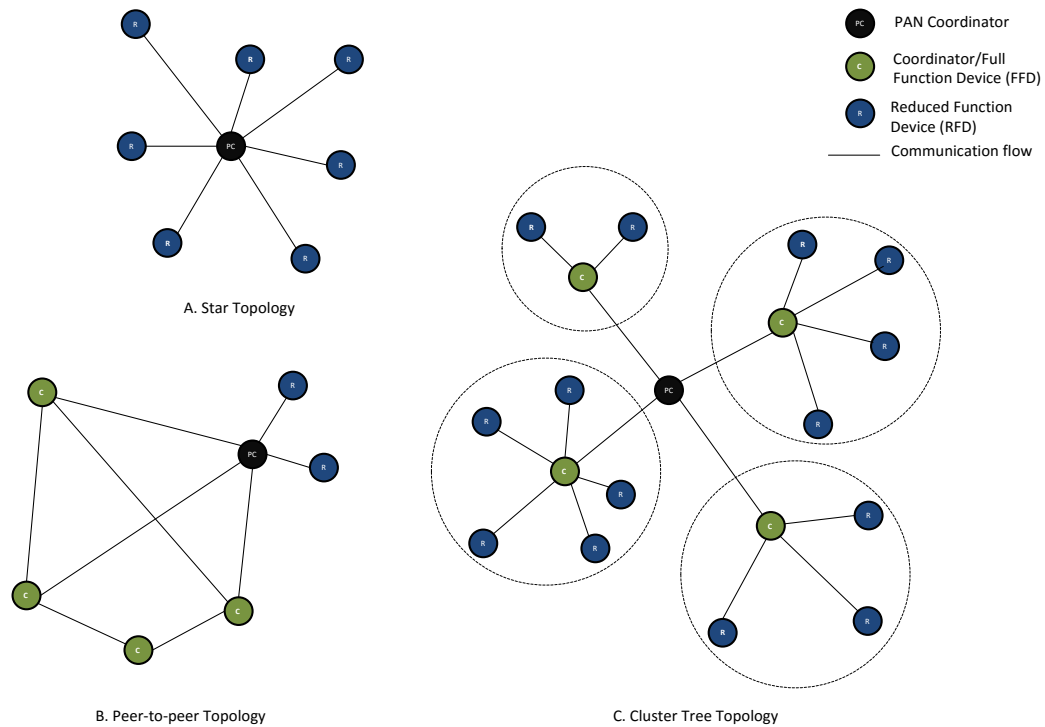 R
R
R
R
PC
R
R
R
A. Star Topology
PC
PAN Coordinator
C
Coordinator/Full
Function Device (FFD)
R
Reduced Function
Device (RFD)
Communication flow
C
R
PC
R
C
C
C
B. Peer-to-peer Topology
R
R
C
R
R
C
R
R
PC
R
R
C
R
R
R
C
R
R
R
C. Cluster Tree Topology